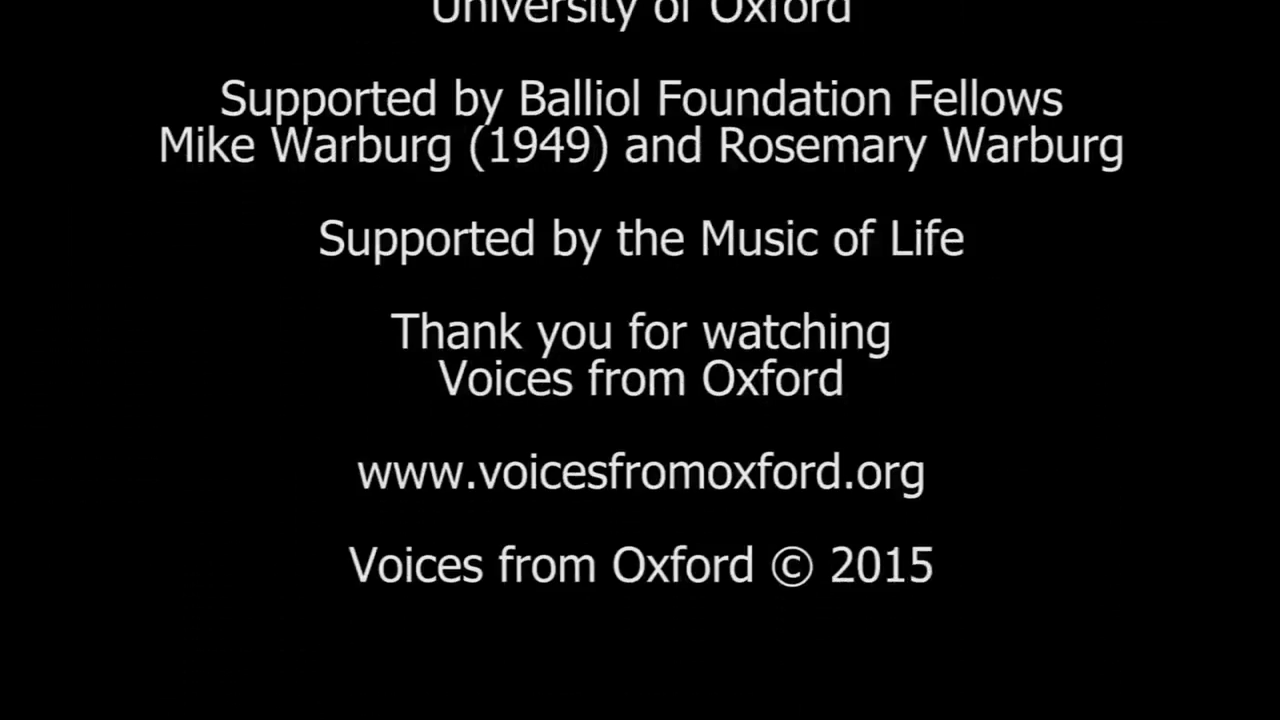 University of Oxford
Supported by Balliol Foundation Fellows
Mike Warburg (1949) and Rosemary Warburg
Supported by the Music of Life
Thank you for watching
Voices from Oxford
www.voicesfromoxford.org
Voices from Oxford © 2015